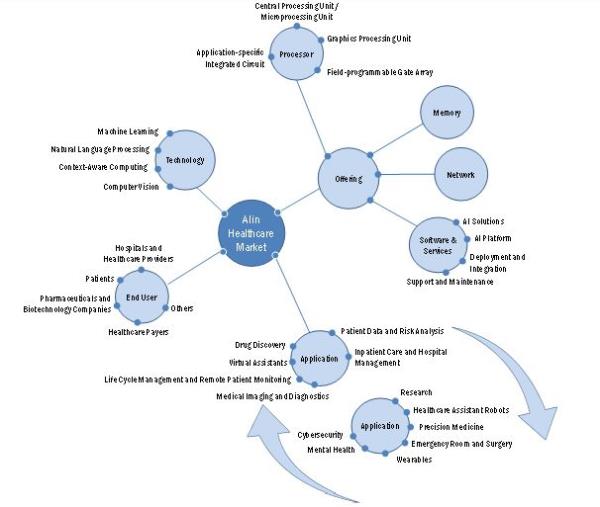 Central Processing Unit/
Microprocessing Unit
Graphics Processing Unit
Application-specific
Integrated Circuit
Processor
Field-programmable Gate Array
Memory
Machine Learning
Natural Language Processing
Technology
Context-Aware Computing
Computer Vision
Offering
Network
AI in
Healthcare
Market
AI Solutions
Software &
Services
AI Platform
Deployment and
Integration
Support and Maintenance
Hospitals and
Healthcare Providers
Patients
End User
Pharmaceuticals and
Biotechnology Companies
Others
Healthcare Payers
Patient Data and Risk Analysis
Drug Discovery
Application
Inpatient Care and Hospital
Management
Virtual Assistants
Life Cycle Management and Remote Patient Monitoring
Medical Imaging and Diagnostics
Research
Healthcare Assistant Robots
Application
Precision Medicine
Cybersecurity
Emergency Room and Surgery
Mental Health
Wearables